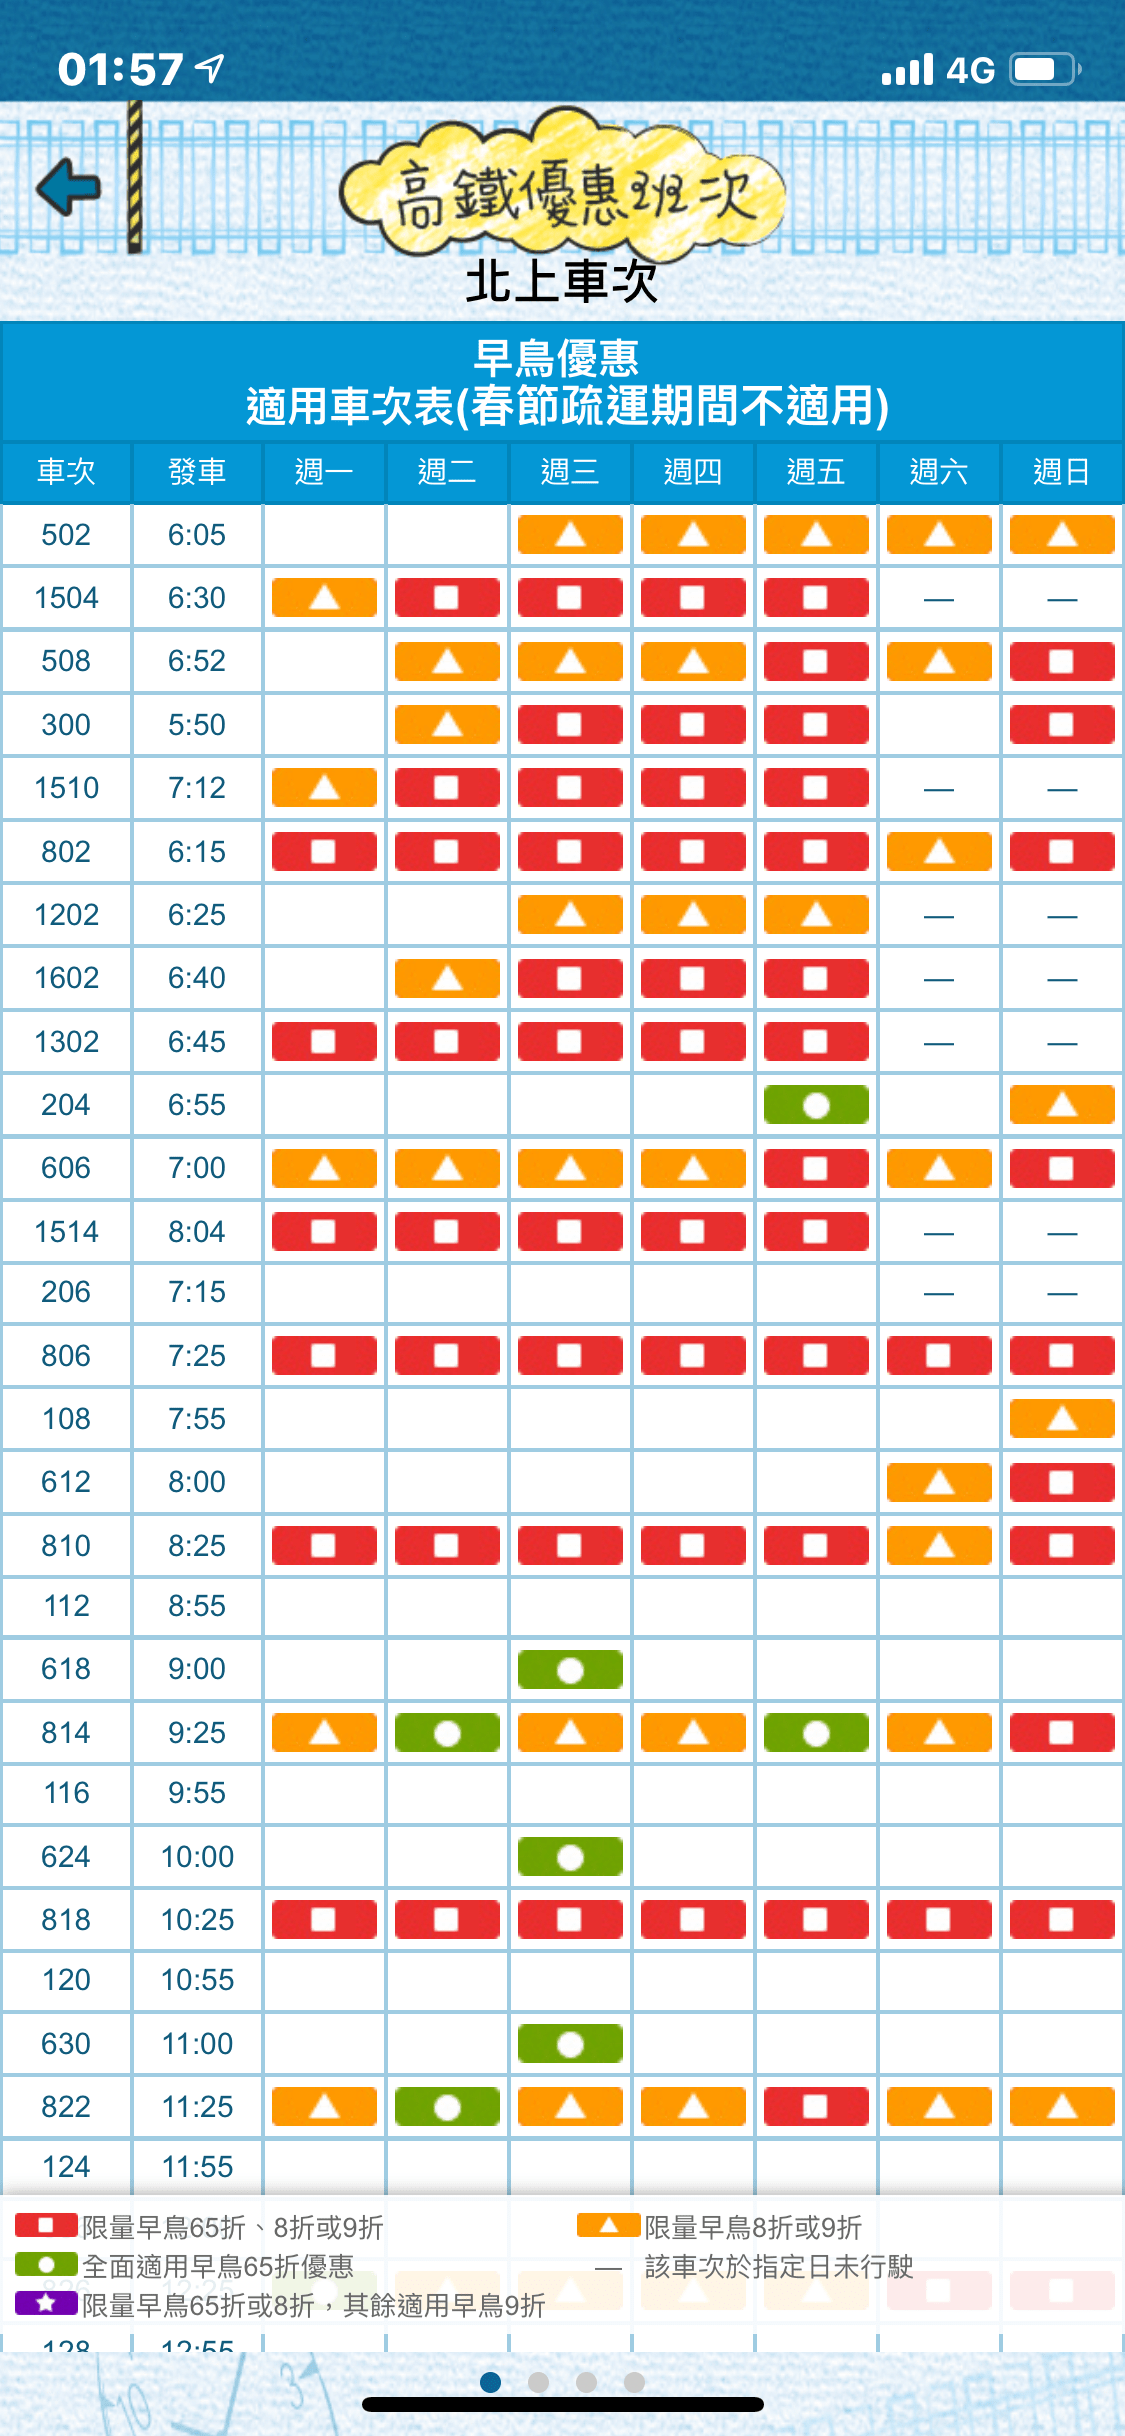 01:57 4G
高鐵優惠班次
北上車次
早鳥優惠
適用車次表(春節疏運期間不適用)
車次 發車 週一 週二 週三 週四 週五 週六 週日
502 6:05
1504 6:30 — —
508 6:52
300 5:50
1510 7:12 — —
802 6:15
1202 6:25 — —
1602 6:40 — —
1302 6:45 — —
204 6:55
606 7:00
1514 8:04 — —
206 7:15 — —
806 7:25
108 7:55
612 8:00
810 8:25
112 8:55
618 9:00
814 9:25
116 9:55
624 10:00
818 10:25
120 10:55
630 11:00
822 11:25
124 11:55
限量早鳥65折、8折或9折 限量早鳥8折或9折
全面適用早鳥65折優惠 — 該車次於指定日未行駛
826 12:25
限量早鳥65折或8折，其餘適用早鳥9折
128 12:55